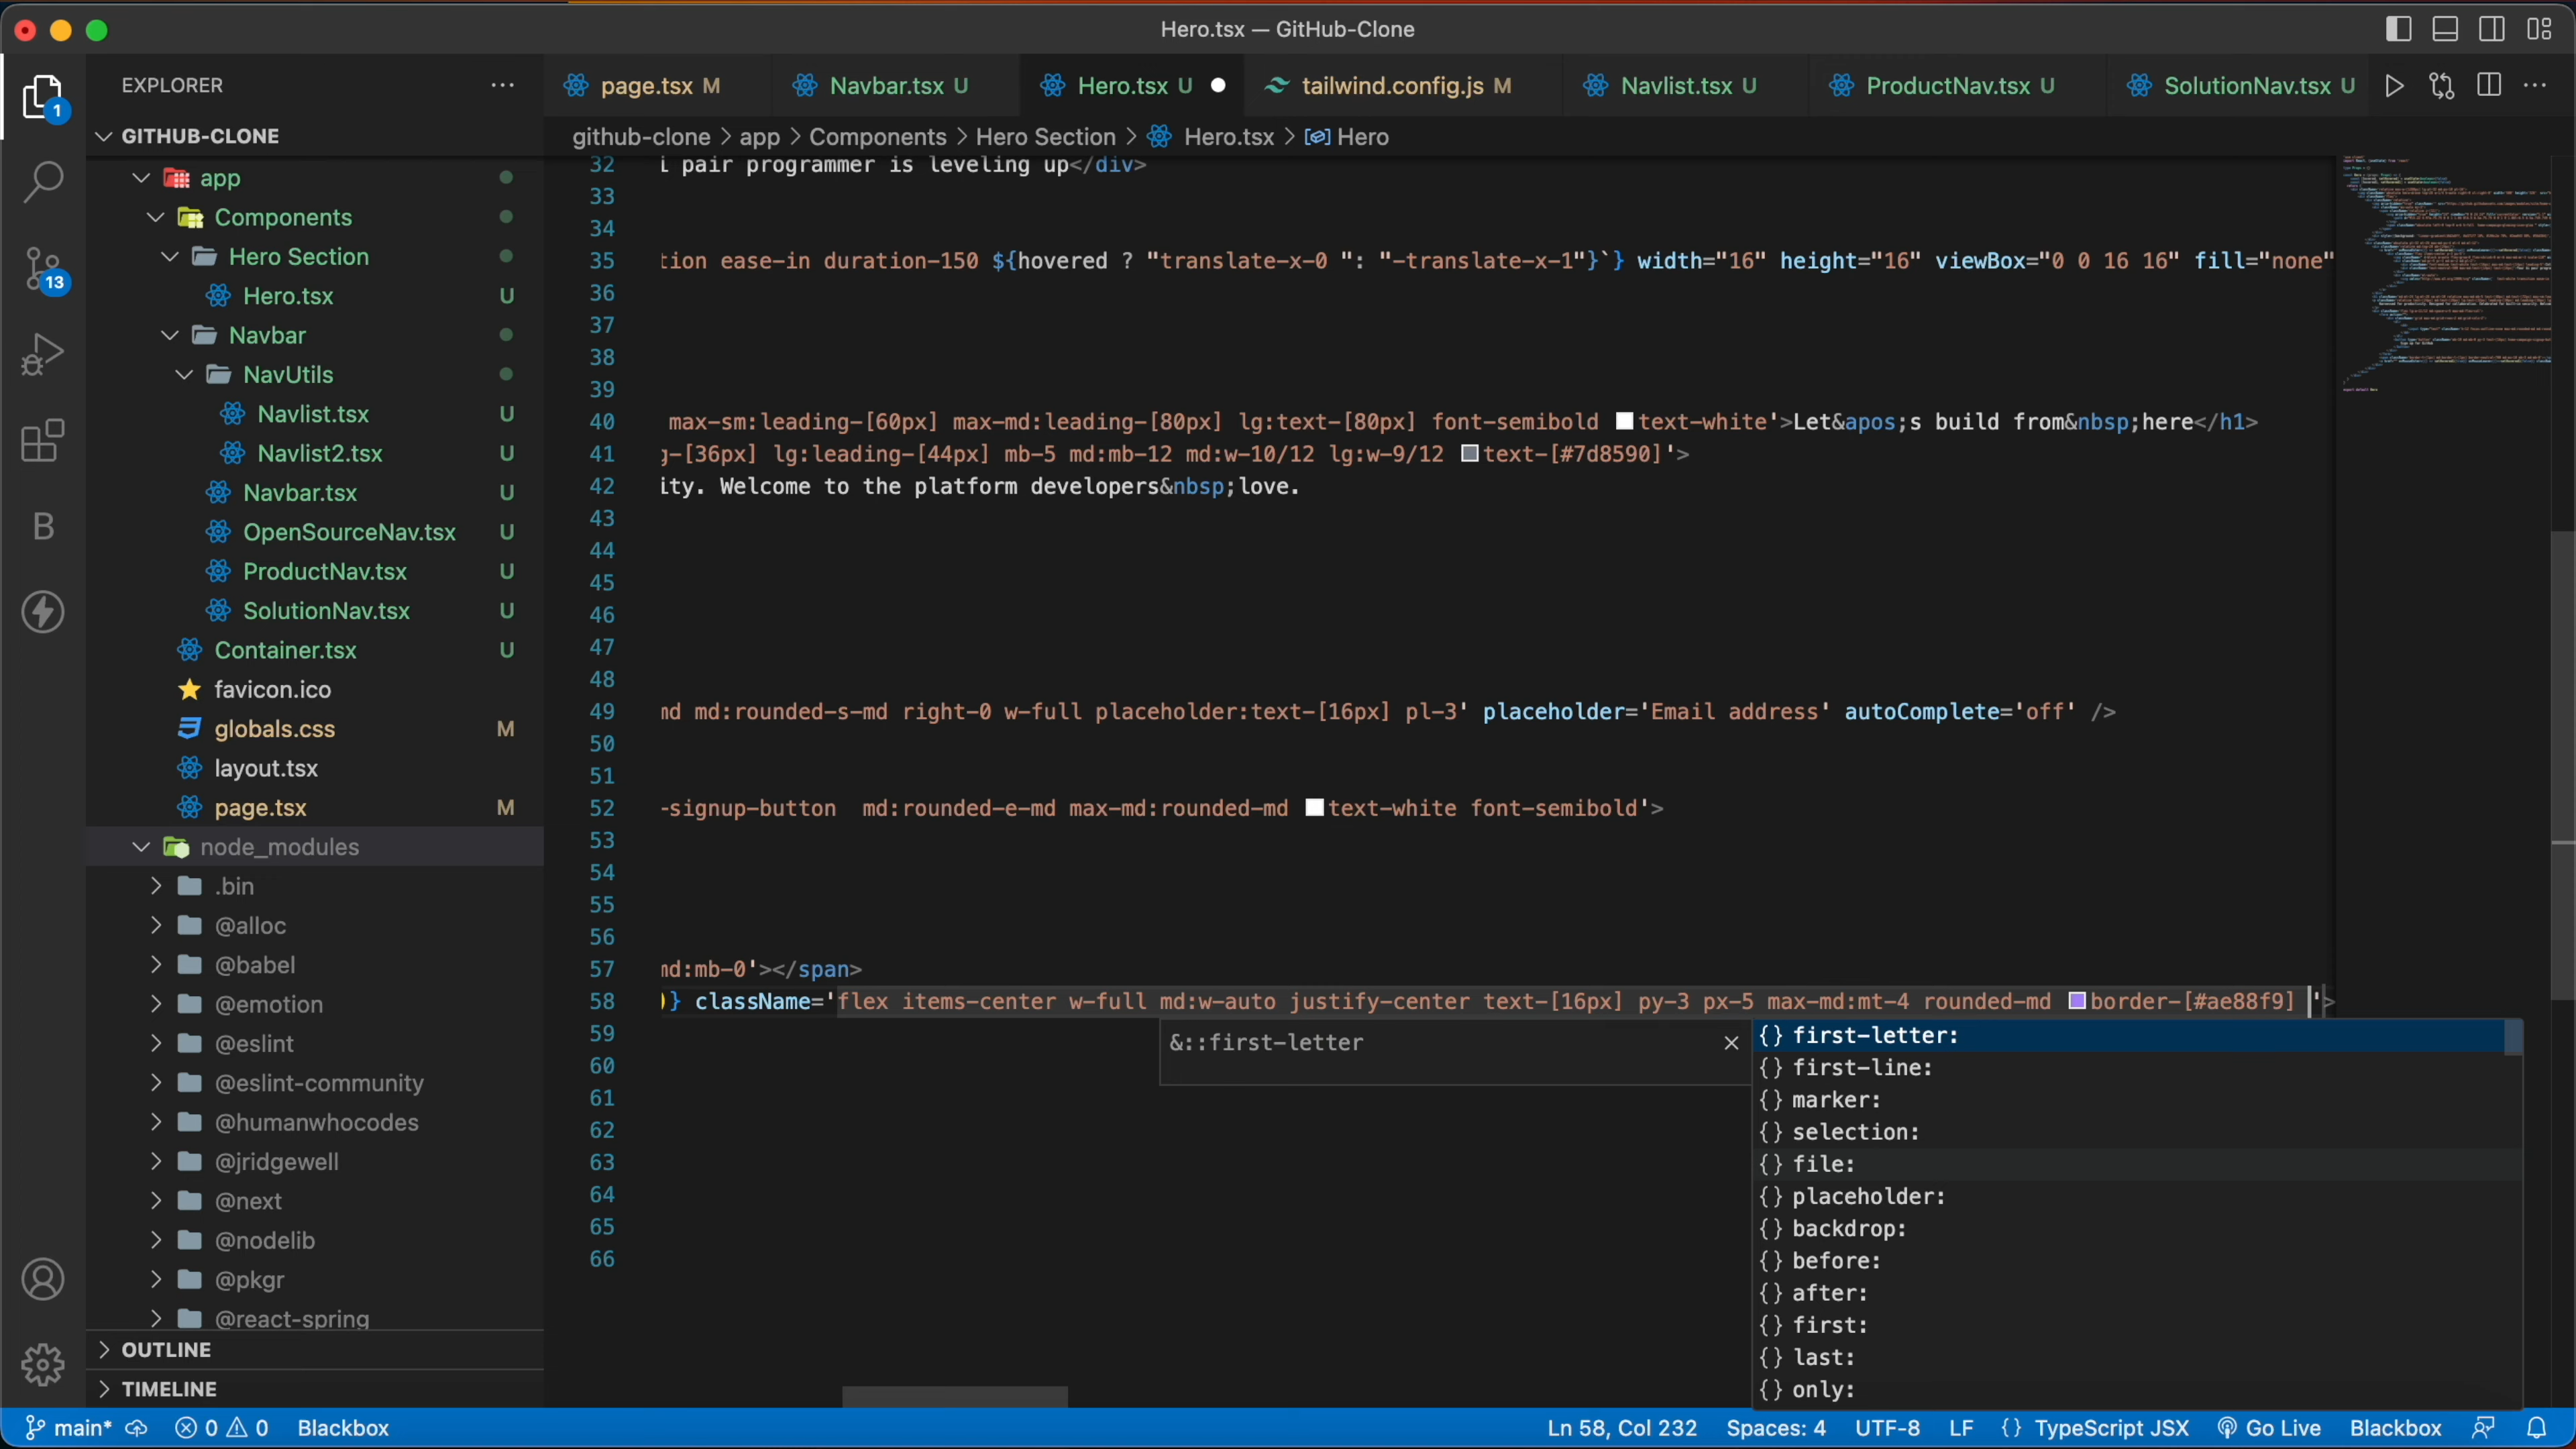 Hero.tsx — GitHub-Clone
EXPLORER
GITHUB-CLONE
app
Components
Hero Section
Hero.tsx U
Navbar
NavUtils
Navlist.tsx U
Navlist2.tsx U
Navbar.tsx U
OpenSourceNav.tsx U
ProductNav.tsx U
SolutionNav.tsx U
Container.tsx U
favicon.ico
globals.css M
layout.tsx
page.tsx M
node_modules
.bin
@alloc
@babel
@emotion
@eslint
@eslint-community
@humanwhocodes
@jridgewell
@next
@nodelib
@pkgr
@react-spring
OUTLINE
TIMELINE
1
13
B
page.tsx M Navbar.tsx U Hero.tsx U tailwind.config.js M Navlist.tsx U ProductNav.tsx U SolutionNav.tsx U
github-clone > app > Components > Hero Section > Hero.tsx > Hero
32 i pair programmer is leveling up</div>
33
34
35 tion ease-in duration-150 ${hovered ? "translate-x-0 ": "-translate-x-1"}`} width="16" height="16" viewBox="0 0 16 16" fill="none"
36
37
38
39
40 max-sm:leading-[60px] max-md:leading-[80px] lg:text-[80px] font-semibold text-white'>Let&apos;s build from&nbsp;here</h1>
41 g-[36px] lg:leading-[44px] mb-5 md:mb-12 md:w-10/12 lg:w-9/12 text-[#7d8590]'>
42 ity. Welcome to the platform developers&nbsp;love.
43
44
45
46
47
48
49 md md:rounded-s-md right-0 w-full placeholder:text-[16px] pl-3' placeholder='Email address' autoComplete='off' />
50
51
52 -signup-button md:rounded-e-md max-md:rounded-md text-white font-semibold'>
53
54
55
56
57 md:mb-0'></span>
58 )} className='flex items-center w-full md:w-auto justify-center text-[16px] py-3 px-5 max-md:mt-4 rounded-md border-[#ae88f9] '>
59
60
61
62
63
64
65
66
&::first-letter
{} first-letter:
{} first-line:
{} marker:
{} selection:
{} file:
{} placeholder:
{} backdrop:
{} before:
{} after:
{} first:
{} last:
{} only:
main* 0 0 Blackbox Ln 58, Col 232 Spaces: 4 UTF-8 LF {} TypeScript JSX Go Live Blackbox